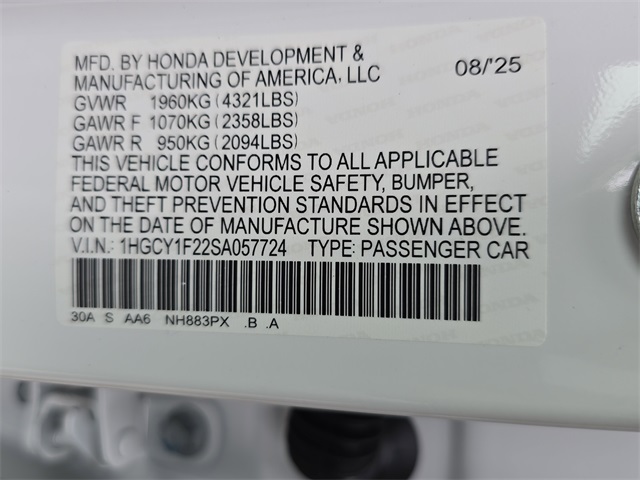 MFD. BY HONDA DEVELOPMENT & 08/'25
MANUFACTURING OF AMERICA, LLC
GVWR 1960KG (4321LBS)
GAWR F 1070KG (2358LBS)
GAWR R 950KG (2094LBS)
THIS VEHICLE CONFORMS TO ALL APPLICABLE
FEDERAL MOTOR VEHICLE SAFETY, BUMPER,
AND THEFT PREVENTION STANDARDS IN EFFECT
ON THE DATE OF MANUFACTURE SHOWN ABOVE.
V.I.N.: 1HGCY1F22SA057724 TYPE: PASSENGER CAR
30A S AA6 NH883PX .B .A